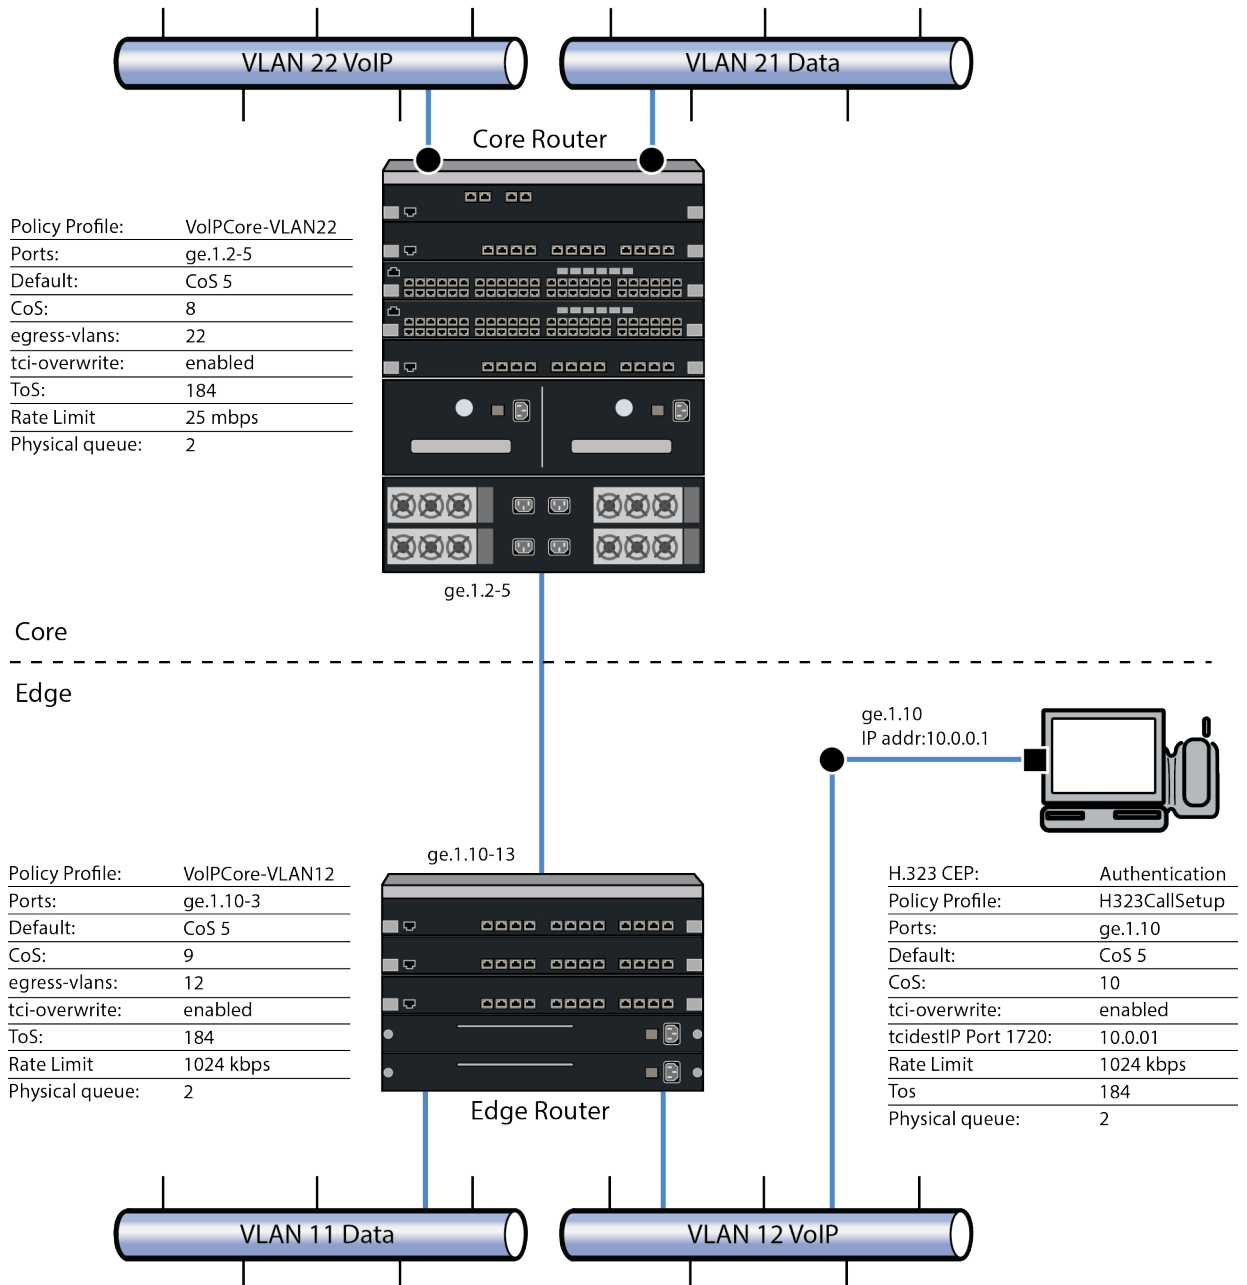 VLAN 22 VoIP
VLAN 21 Data
Core Router
Policy Profile: VoIPCore-VLAN22
Ports: ge.1.2-5
Default: CoS 5
CoS: 8
egress-vlans: 22
tci-overwrite: enabled
ToS: 184
Rate Limit 25 mbps
Physical queue: 2
ge.1.2-5
Core
Edge
ge.1.10
IP addr:10.0.0.1
ge.1.10-13
Policy Profile: VoIPCore-VLAN12
Ports: ge.1.10-3
Default: CoS 5
CoS: 9
egress-vlans: 12
tci-overwrite: enabled
ToS: 184
Rate Limit 1024 kbps
Physical queue: 2
H.323 CEP: Authentication
Policy Profile: H323CallSetup
Ports: ge.1.10
Default: CoS 5
CoS: 10
tci-overwrite: enabled
tcidestIP Port 1720: 10.0.01
Rate Limit 1024 kbps
Tos 184
Physical queue: 2
Edge Router
VLAN 11 Data
VLAN 12 VoIP